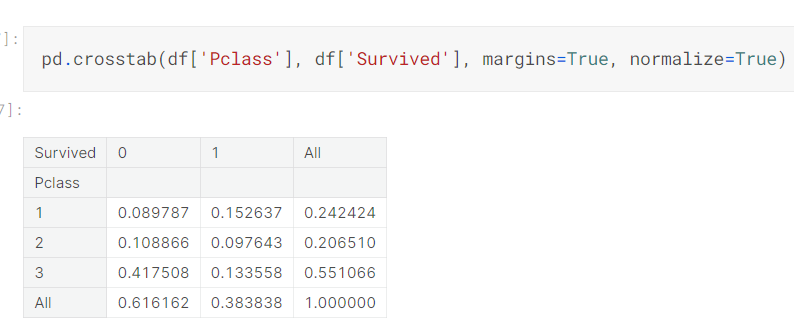 ]:
pd.crosstab(df['Pclass'], df['Survived'], margins=True, normalize=True)
7]:
Survived 0 1 All
Pclass
1 0.089787 0.152637 0.242424
2 0.108866 0.097643 0.206510
3 0.417508 0.133558 0.551066
All 0.616162 0.383838 1.000000